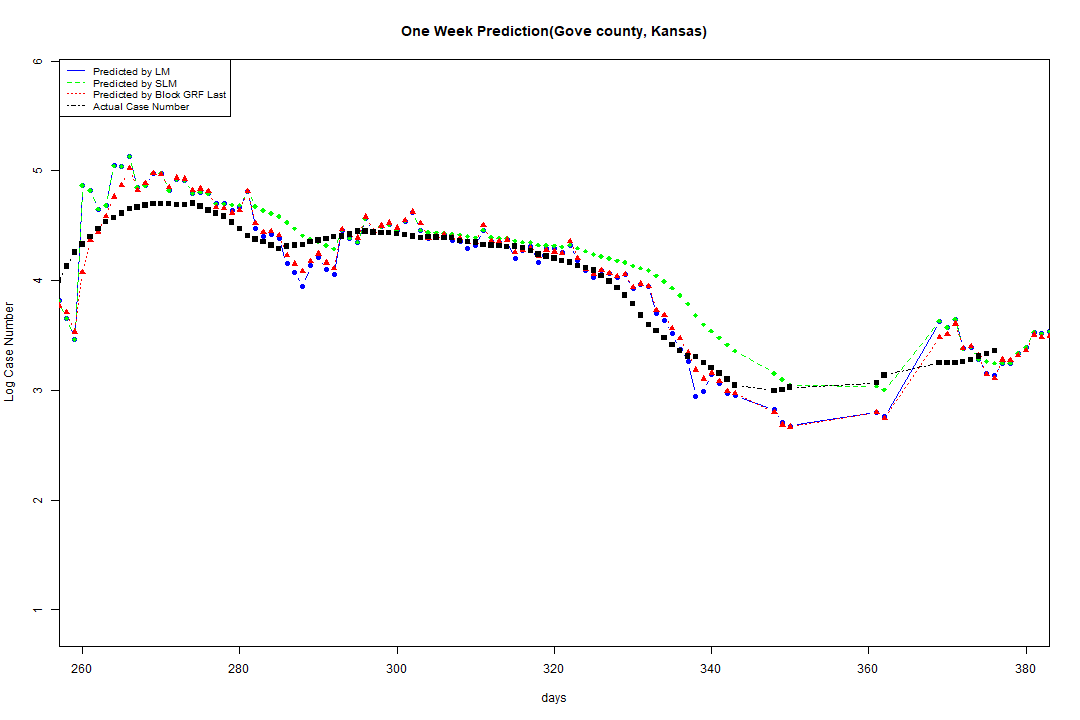 One Week Prediction(Gove county, Kansas)
Predicted by LM
Predicted by SLM
Predicted by Block GRF Last
Actual Case Number
6
5
4
3
2
1
Log Case Number
260 280 300 320 340 360 380
days